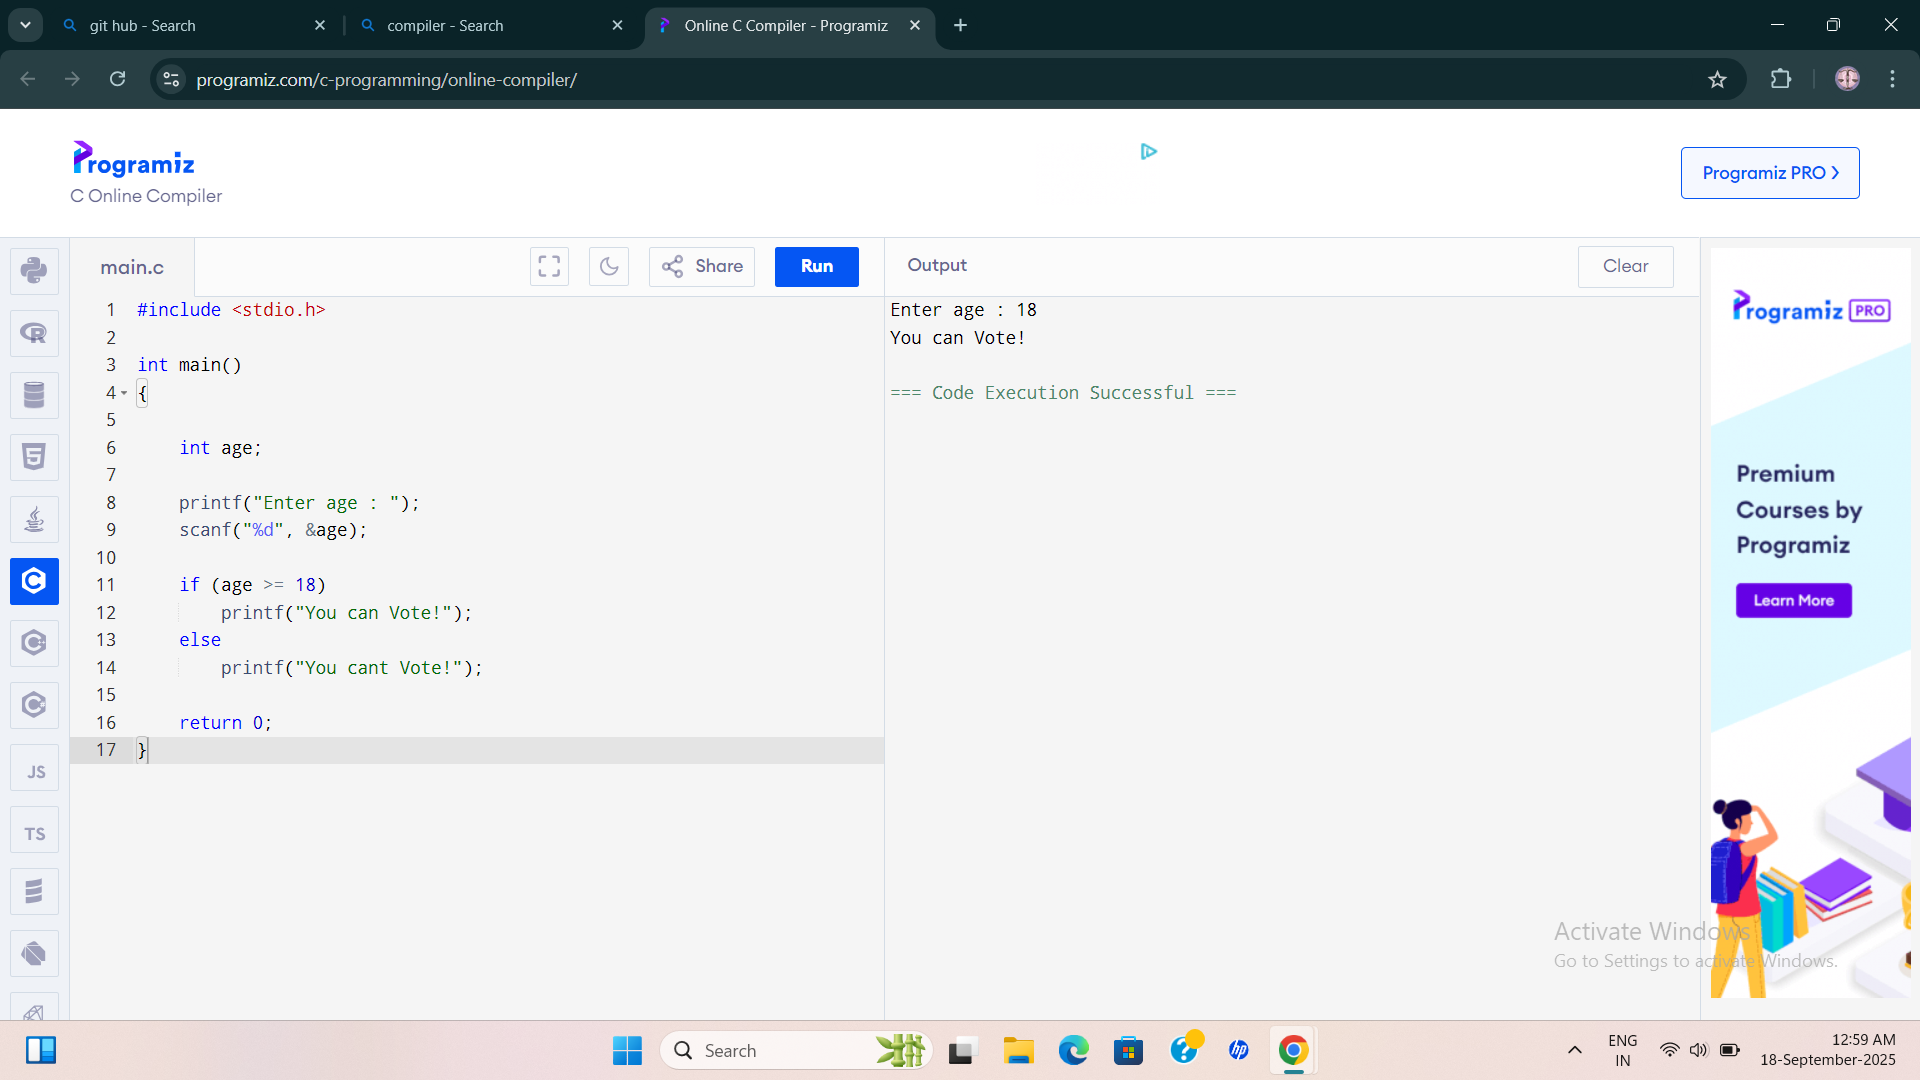 git hub - Search
compiler - Search
Online C Compiler - Programiz
programiz.com/c-programming/online-compiler/
Programiz
C Online Compiler
Programiz PRO
main.c
Share
Run
Output
Clear
1 #include <stdio.h>
2
3 int main()
4 {
5
6 int age;
7
8 printf("Enter age : ");
9 scanf("%d", &age);
10
11 if (age >= 18)
12 printf("You can Vote!");
13 else
14 printf("You cant Vote!");
15
16 return 0;
17 }
Enter age : 18
You can Vote!
=== Code Execution Successful ===
JS
TS
Programiz PRO
Premium
Courses by
Programiz
Learn More
Activate Windows
Go to Settings to activate Windows.
Search
hp
ENG
IN
12:59 AM
18-September-2025